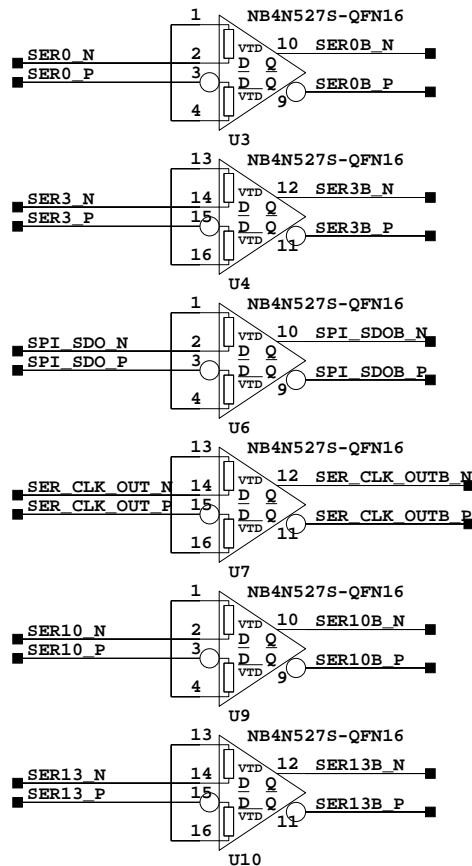 1 NB4N527S-QFN16
SER0_N 2 VTD 10 SER0B_N
SER0_P 3 D Q
D Q SER0B_P
4 VTD 9
U3
13 NB4N527S-QFN16
SER3_N 14 VTD 12 SER3B_N
SER3_P 15 D Q
D Q SER3B_P
16 VTD 11
U4
1 NB4N527S-QFN16
SPI_SDO_N 2 VTD 10 SPI_SDOB_N
SPI_SDO_P 3 D Q
D Q SPI_SDOB_P
4 VTD 9
U6
13 NB4N527S-QFN16
SER_CLK_OUT_N 14 VTD 12 SER_CLK_OUTB_N
SER_CLK_OUT_P 15 D Q
D Q SER_CLK_OUTB_P
16 VTD 11
U7
1 NB4N527S-QFN16
SER10_N 2 VTD 10 SER10B_N
SER10_P 3 D Q
D Q SER10B_P
4 VTD 9
U9
13 NB4N527S-QFN16
SER13_N 14 VTD 12 SER13B_N
SER13_P 15 D Q
D Q SER13B_P
16 VTD 11
U10